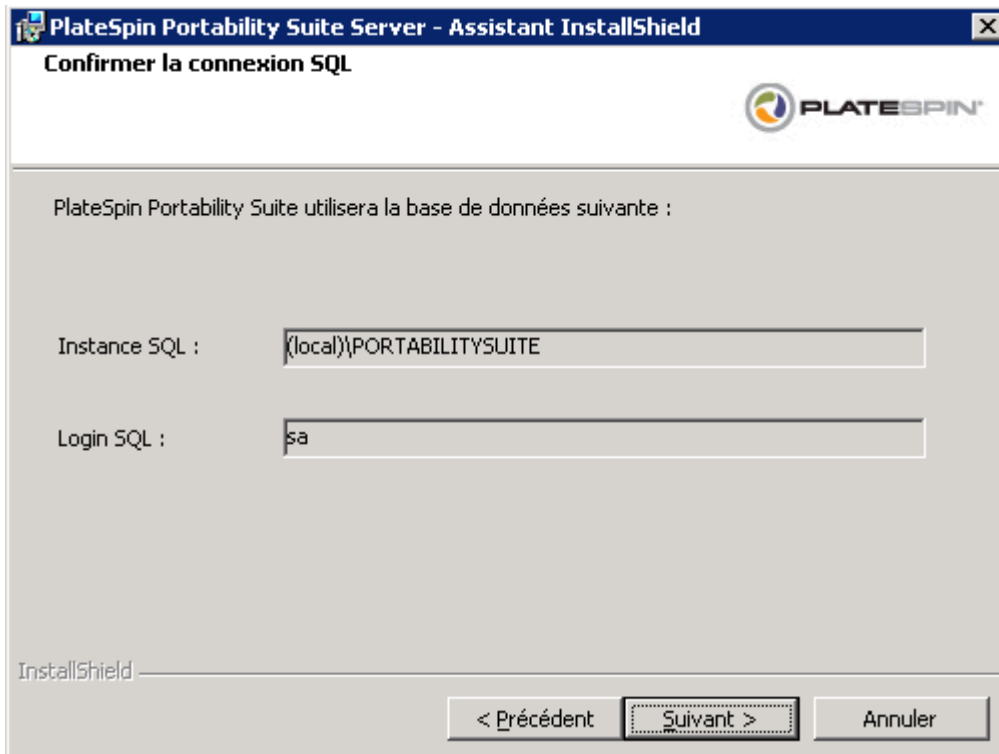 PlateSpin Portability Suite Server - Assistant InstallShield
Confirmer la connexion SQL
PLATESPIN
PlateSpin Portability Suite utilisera la base de données suivante :
Instance SQL :
(local)\PORTABILITYSUITE
Login SQL :
sa
InstallShield
< Précédent
Suivant >
Annuler